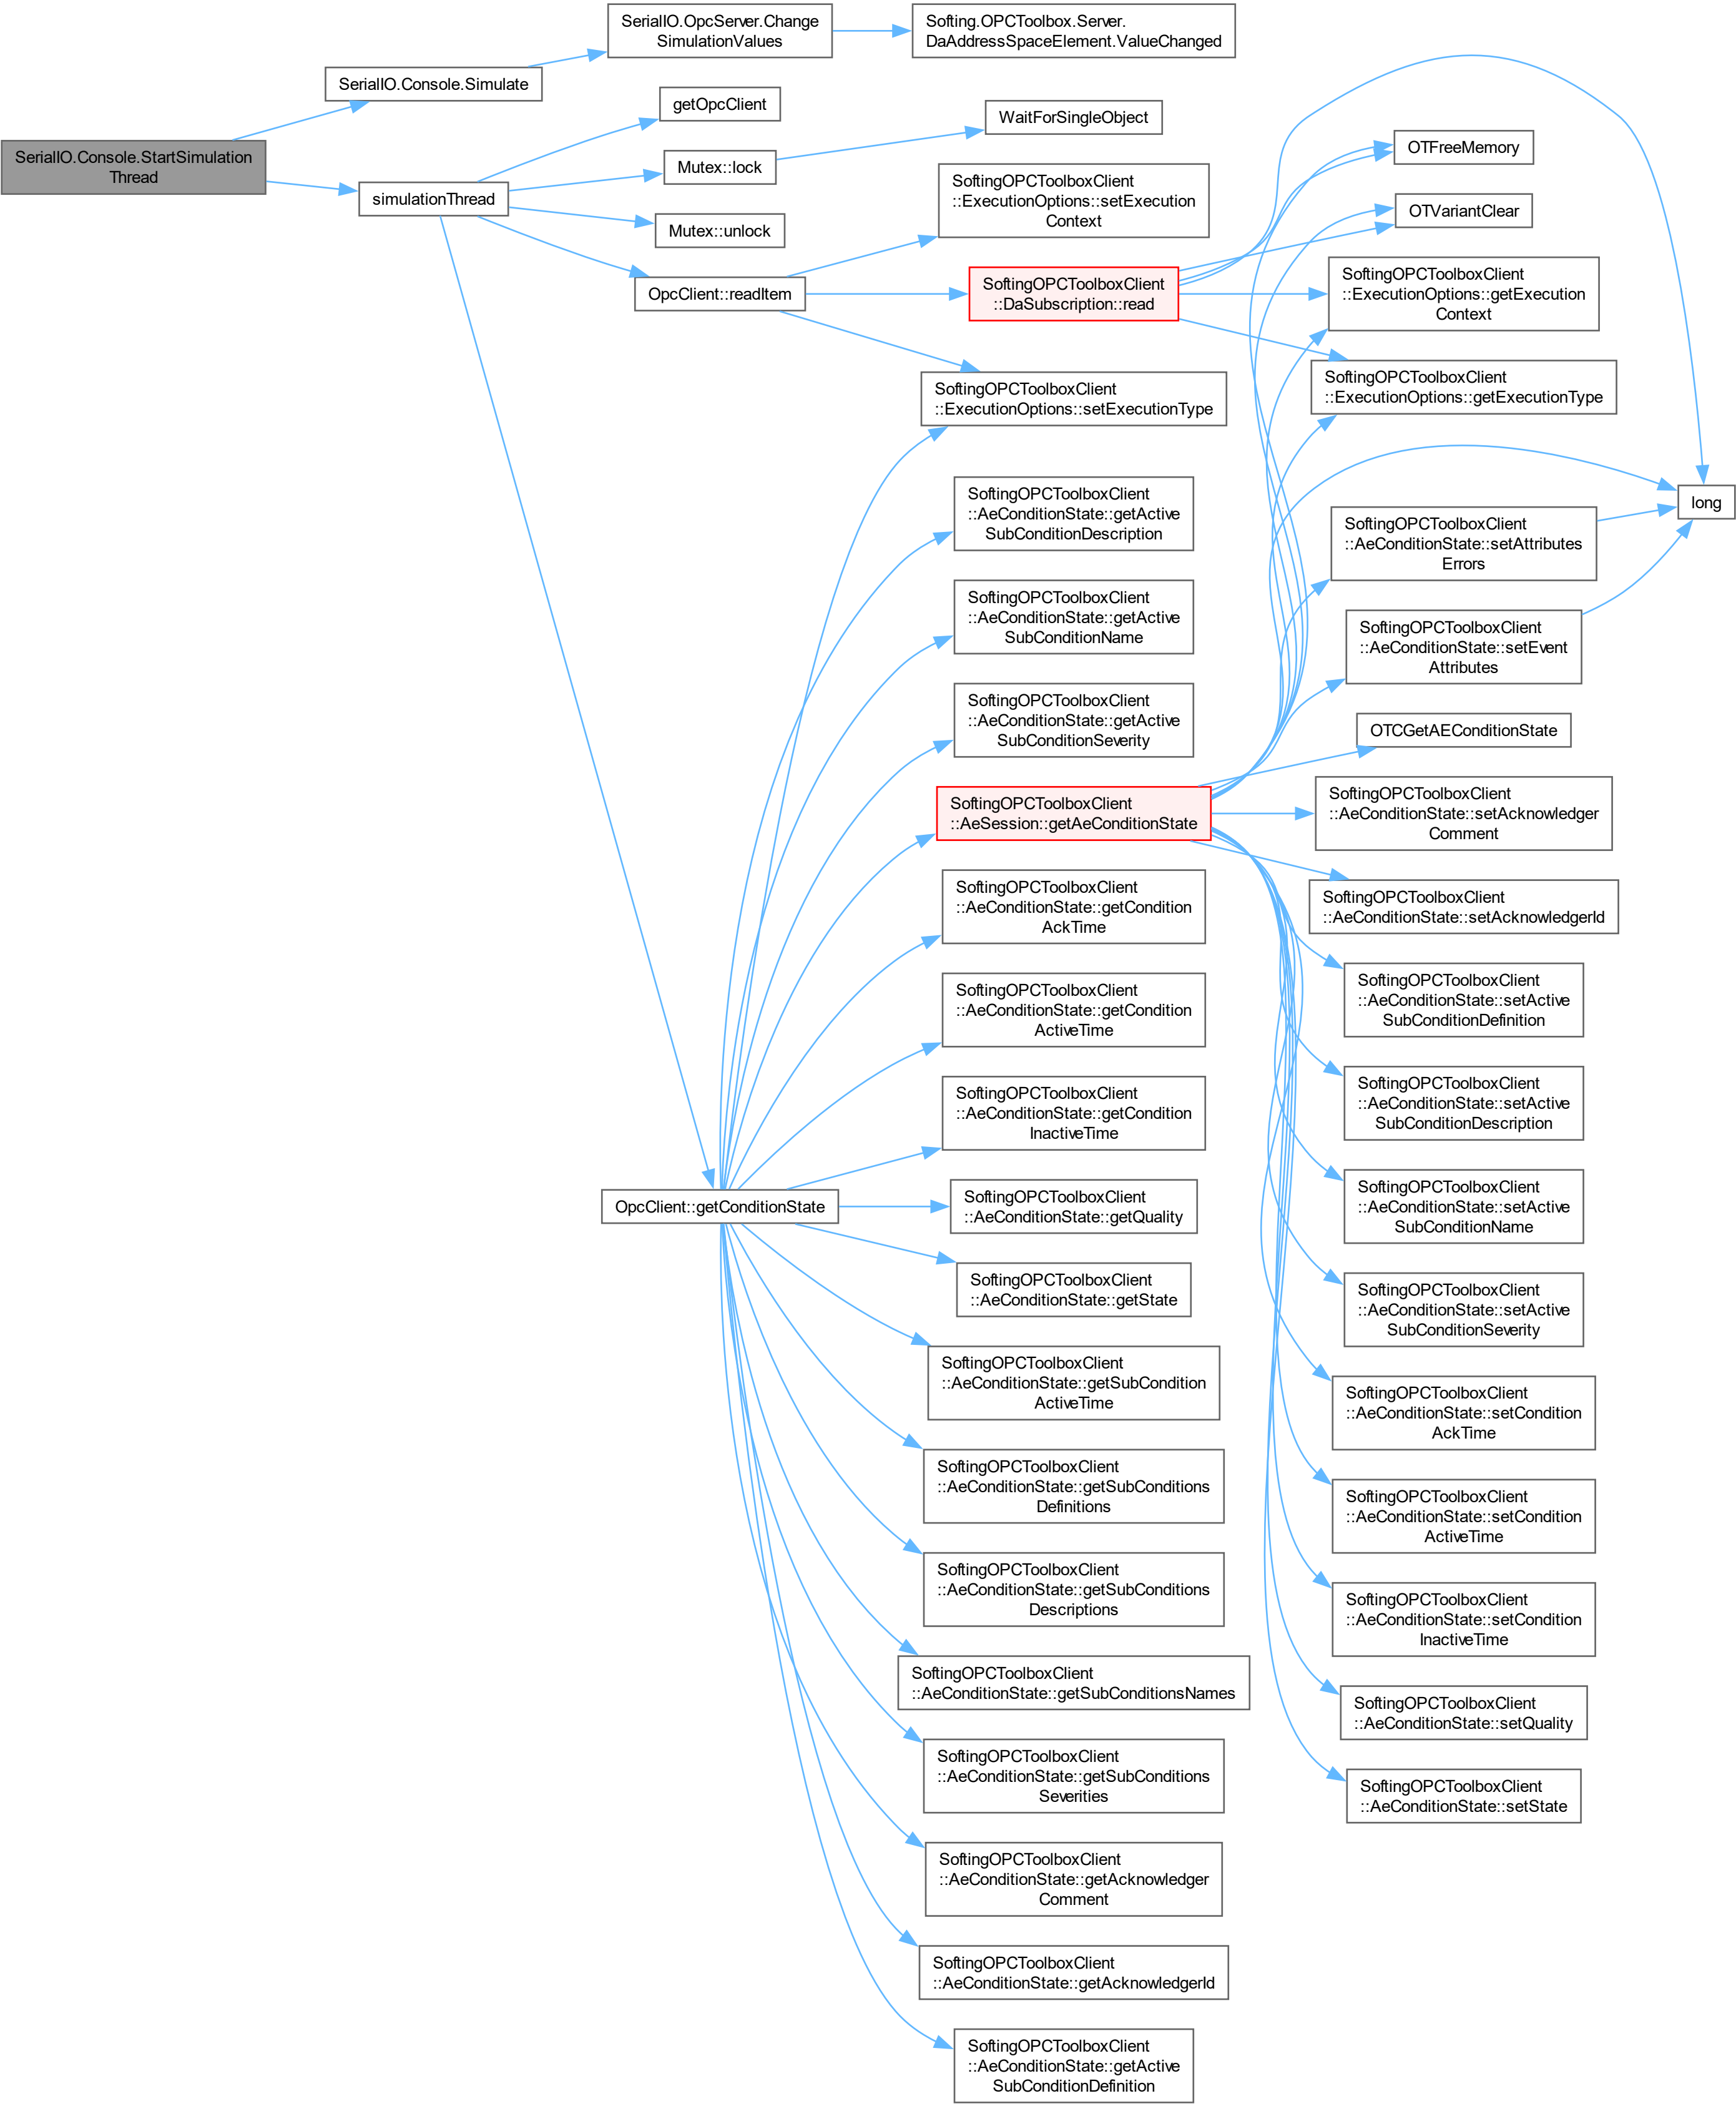 SerialIO.Console.StartSimulation
Thread
SerialIO.Console.Simulate
SerialIO.OpcServer.Change
SimulationValues
Softing.OPCToolbox.Server.
DaAddressSpaceElement.ValueChanged
simulationThread
getOpcClient
Mutex::lock
WaitForSingleObject
Mutex::unlock
OpcClient::readItem
SoftingOPCToolboxClient
::ExecutionOptions::setExecution
Context
SoftingOPCToolboxClient
::DaSubscription::read
SoftingOPCToolboxClient
::ExecutionOptions::setExecutionType
OTFreeMemory
OTVariantClear
SoftingOPCToolboxClient
::ExecutionOptions::getExecution
Context
SoftingOPCToolboxClient
::ExecutionOptions::getExecutionType
long
OpcClient::getConditionState
SoftingOPCToolboxClient
::AeConditionState::getActive
SubConditionDescription
SoftingOPCToolboxClient
::AeConditionState::getActive
SubConditionName
SoftingOPCToolboxClient
::AeConditionState::getActive
SubConditionSeverity
SoftingOPCToolboxClient
::AeSession::getAeConditionState
SoftingOPCToolboxClient
::AeConditionState::getCondition
AckTime
SoftingOPCToolboxClient
::AeConditionState::getCondition
ActiveTime
SoftingOPCToolboxClient
::AeConditionState::getCondition
InactiveTime
SoftingOPCToolboxClient
::AeConditionState::getQuality
SoftingOPCToolboxClient
::AeConditionState::getState
SoftingOPCToolboxClient
::AeConditionState::getSubCondition
ActiveTime
SoftingOPCToolboxClient
::AeConditionState::getSubConditions
Definitions
SoftingOPCToolboxClient
::AeConditionState::getSubConditions
Descriptions
SoftingOPCToolboxClient
::AeConditionState::getSubConditionsNames
SoftingOPCToolboxClient
::AeConditionState::getSubConditions
Severities
SoftingOPCToolboxClient
::AeConditionState::getAcknowledger
Comment
SoftingOPCToolboxClient
::AeConditionState::getAcknowledgerId
SoftingOPCToolboxClient
::AeConditionState::getActive
SubConditionDefinition
SoftingOPCToolboxClient
::AeConditionState::setAttributes
Errors
SoftingOPCToolboxClient
::AeConditionState::setEvent
Attributes
OTCGetAEConditionState
SoftingOPCToolboxClient
::AeConditionState::setAcknowledger
Comment
SoftingOPCToolboxClient
::AeConditionState::setAcknowledgerId
SoftingOPCToolboxClient
::AeConditionState::setActive
SubConditionDefinition
SoftingOPCToolboxClient
::AeConditionState::setActive
SubConditionDescription
SoftingOPCToolboxClient
::AeConditionState::setActive
SubConditionName
SoftingOPCToolboxClient
::AeConditionState::setActive
SubConditionSeverity
SoftingOPCToolboxClient
::AeConditionState::setCondition
AckTime
SoftingOPCToolboxClient
::AeConditionState::setCondition
ActiveTime
SoftingOPCToolboxClient
::AeConditionState::setCondition
InactiveTime
SoftingOPCToolboxClient
::AeConditionState::setQuality
SoftingOPCToolboxClient
::AeConditionState::setState